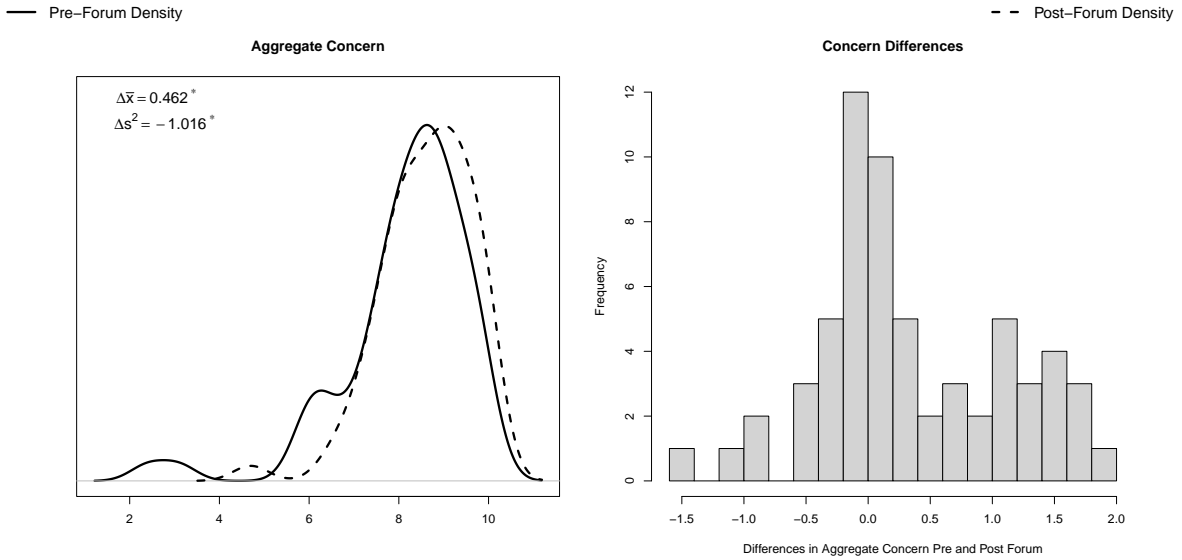 Pre−Forum Density
Post−Forum Density
Aggregate Concern
Δx̅ = 0.462 *
Δs² = −1.016 *
2 4 6 8 10
Concern Differences
Frequency
12
10
8
6
4
2
0
−1.5 −1.0 −0.5 0.0 0.5 1.0 1.5 2.0
Differences in Aggregate Concern Pre and Post Forum